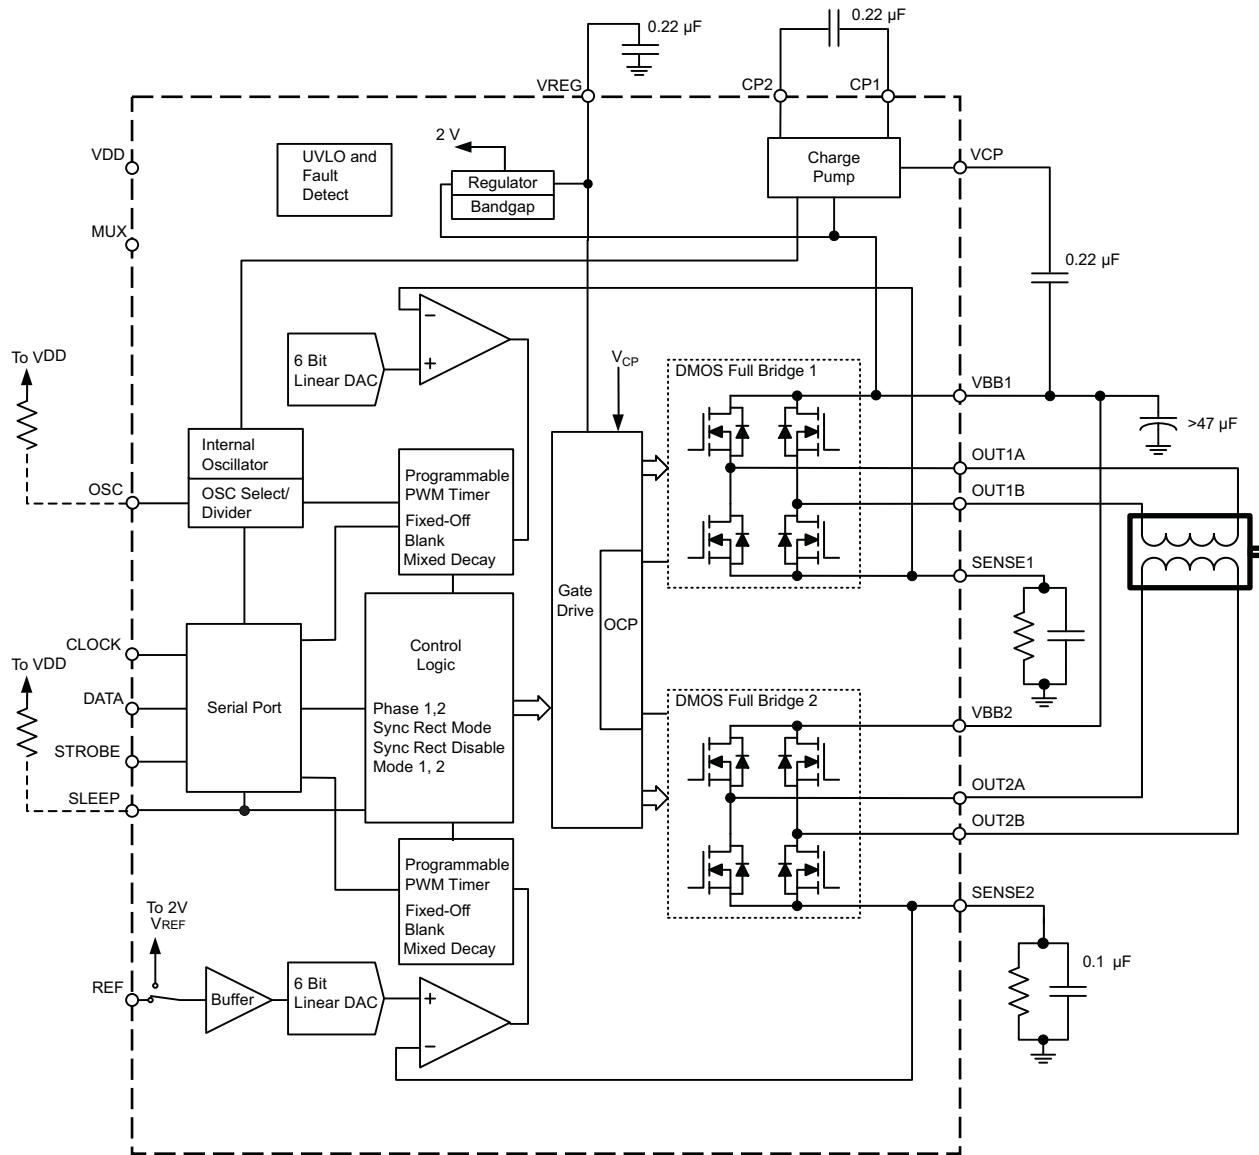 0.22 µF
0.22 µF
VREG
CP2
CP1
VDD
UVLO and
Fault
Detect
2 V
Regulator
Bandgap
Charge
Pump
VCP
MUX
0.22 µF
To VDD
6 Bit
Linear DAC
−
+
VCP
DMOS Full Bridge 1
VBB1
>47 µF
Internal
Oscillator
OSC Select/
Divider
OSC
Programmable
PWM Timer
Fixed-Off
Blank
Mixed Decay
OUT1A
OUT1B
SENSE1
Gate
Drive
OCP
CLOCK
To VDD
DATA
STROBE
SLEEP
Serial Port
Control
Logic
Phase 1,2
Sync Rect Mode
Sync Rect Disable
Mode 1, 2
DMOS Full Bridge 2
VBB2
OUT2A
OUT2B
SENSE2
Programmable
PWM Timer
Fixed-Off
Blank
Mixed Decay
To 2V
VREF
REF
Buffer
6 Bit
Linear DAC
+
−
0.1 µF